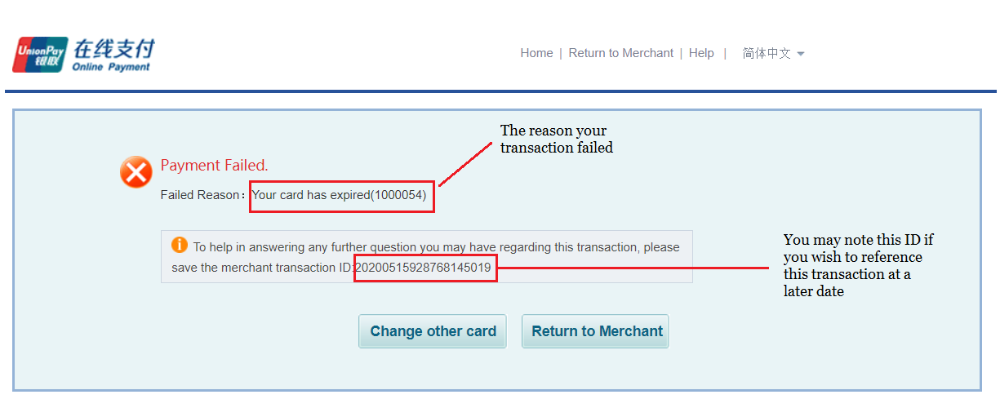 UnionPay 银联 在线支付
Online Payment
Home | Return to Merchant | Help | 简体中文
The reason your
transaction failed
Payment Failed.
Failed Reason：Your card has expired(1000054)
To help in answering any further question you may have regarding this transaction, please
save the merchant transaction ID:20200515928768145019
You may note this ID if
you wish to reference
this transaction at a
later date
Change other card
Return to Merchant